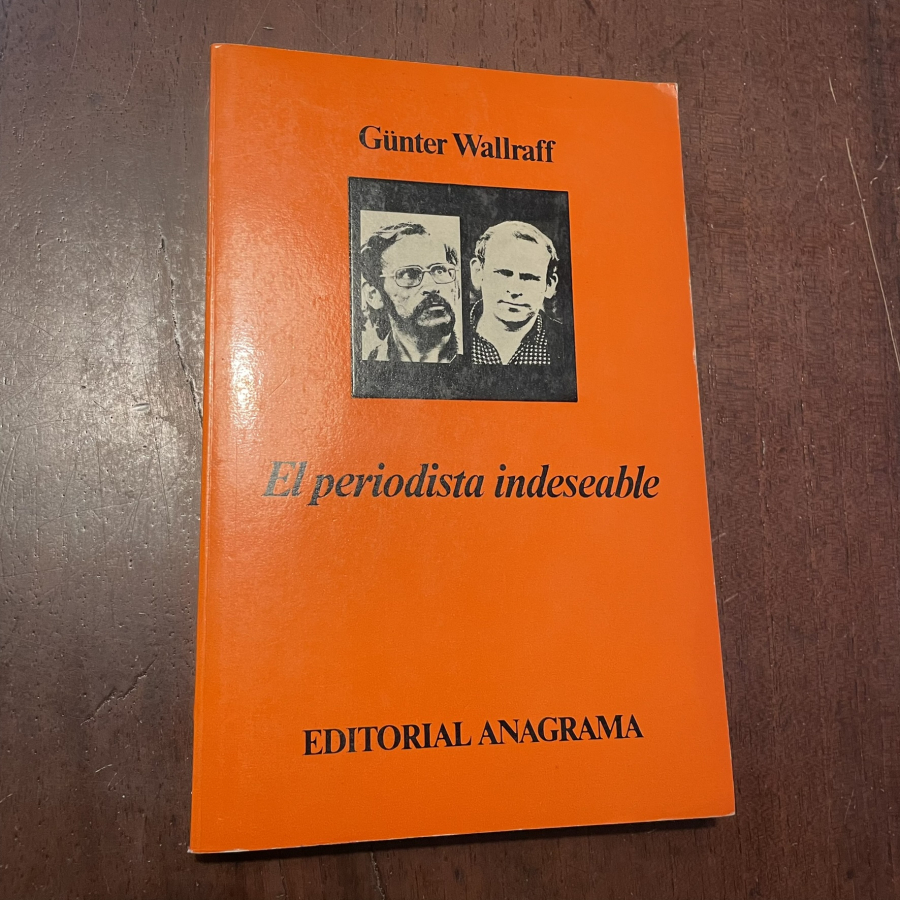 Günter Wallraff
El periodista indeseable
EDITORIAL ANAGRAMA